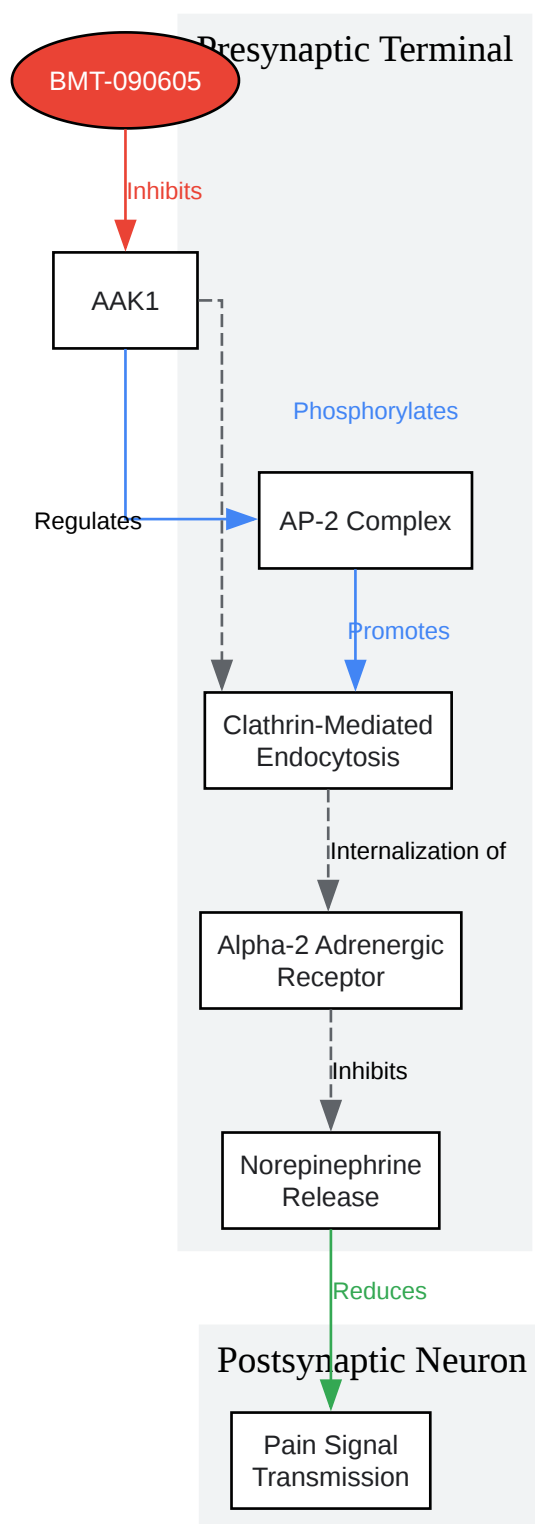 Presynaptic Terminal
BMT-090605
Inhibits
AAK1
Phosphorylates
Regulates
AP-2 Complex
Promotes
Clathrin-Mediated
Endocytosis
Internalization of
Alpha-2 Adrenergic
Receptor
Inhibits
Norepinephrine
Release
Reduces
Postsynaptic Neuron
Pain Signal
Transmission